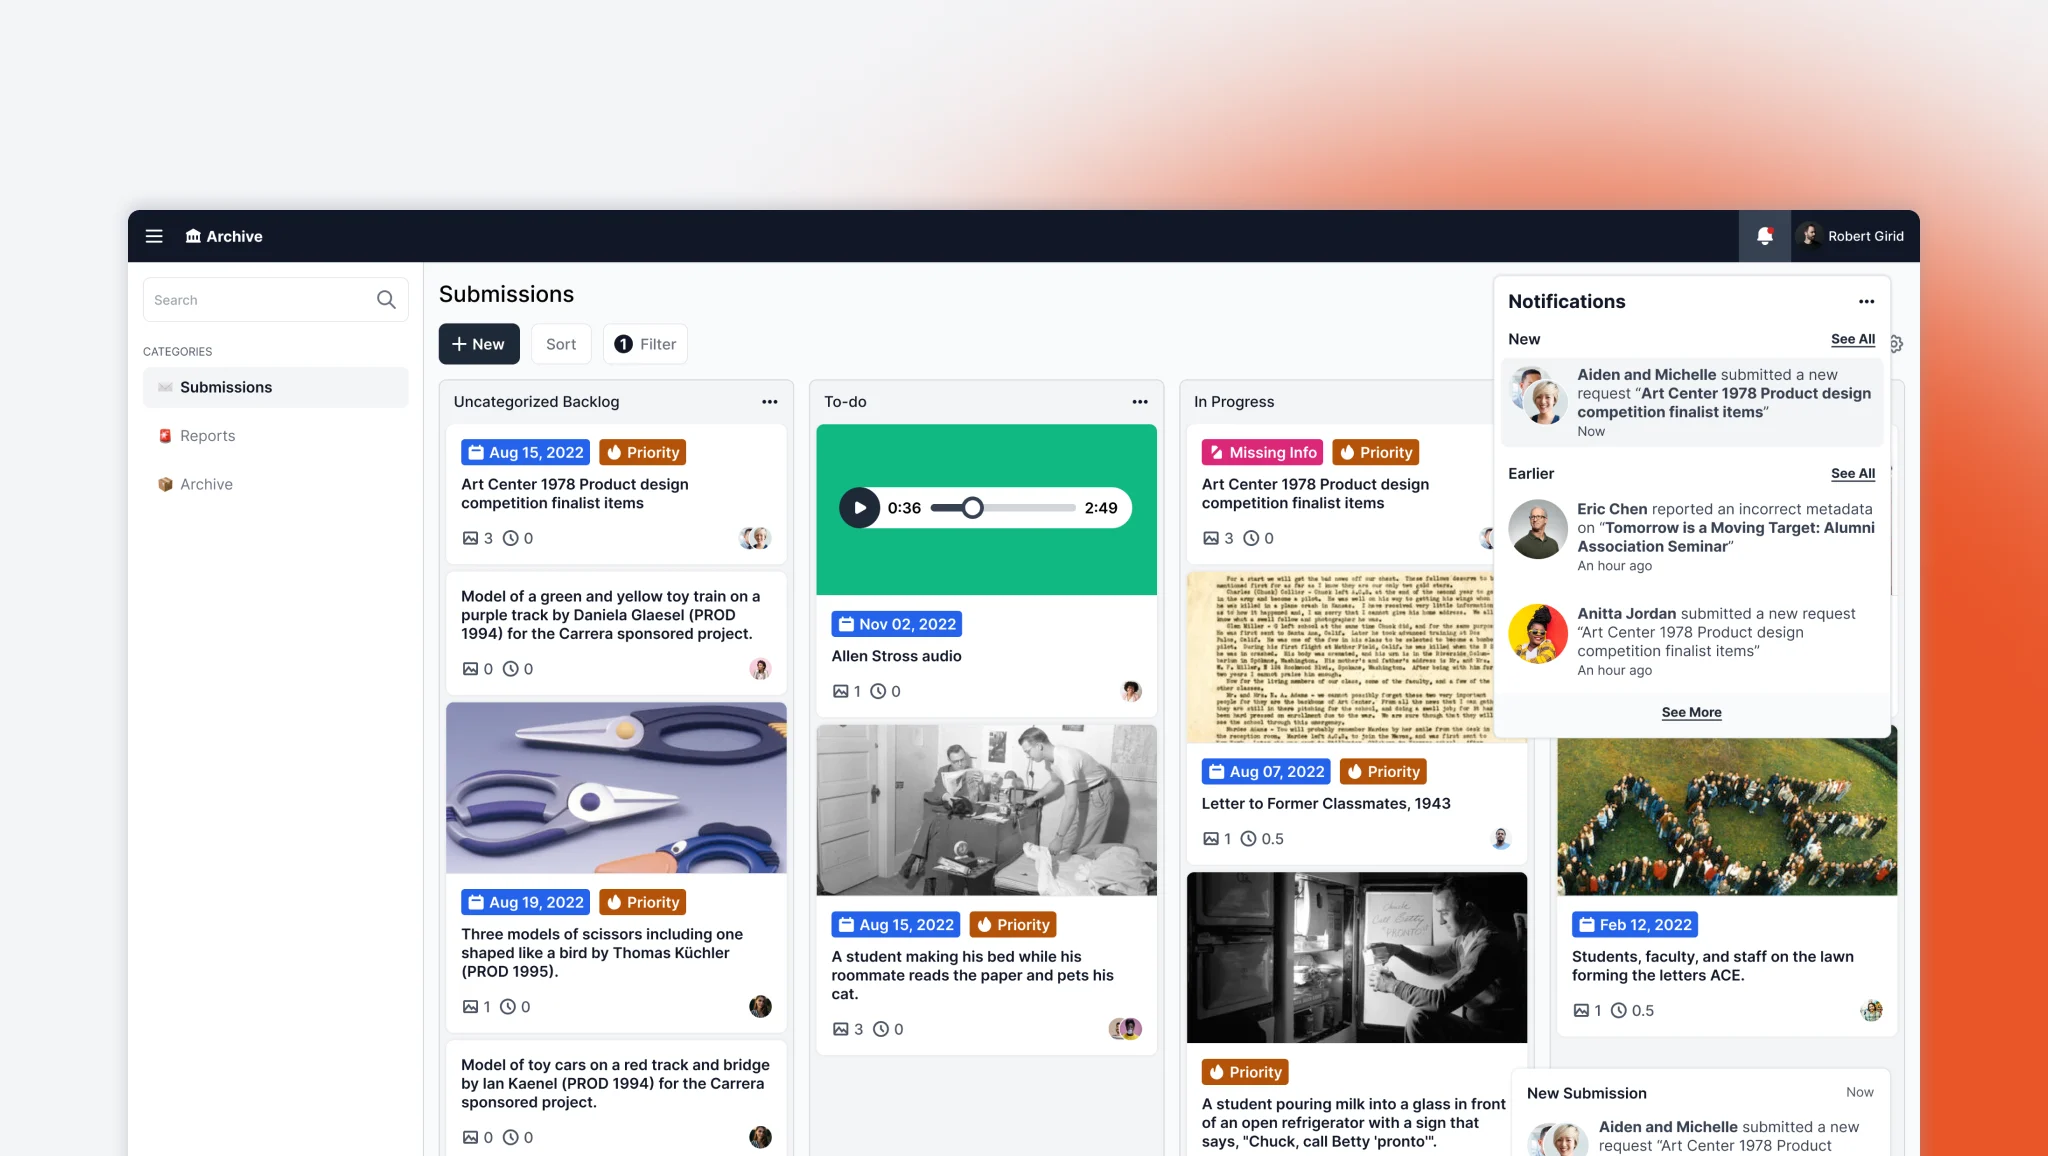 Archive
Robert Girid
Search
CATEGORIES
Submissions
Reports
Archive
Submissions
New
Sort
1 Filter
Uncategorized Backlog
Aug 15, 2022
Priority
Art Center 1978 Product design
competition finalist items
3 0
Model of a green and yellow toy train on a
purple track by Daniela Glaesel (PROD
1994) for the Carrera sponsored project.
0 0
Aug 19, 2022
Priority
Three models of scissors including one
shaped like a bird by Thomas Küchler
(PROD 1995).
1 0
Model of toy cars on a red track and bridge
by Ian Kaenel (PROD 1994) for the Carrera
sponsored project.
0 0
To-do
0:36
2:49
Nov 02, 2022
Allen Stross audio
1 0
Aug 15, 2022
Priority
A student making his bed while his
roommate reads the paper and pets his
cat.
3 0
In Progress
Missing Info
Priority
Art Center 1978 Product design
competition finalist items
3 0
Aug 07, 2022
Priority
Letter to Former Classmates, 1943
1 0.5
Chuck
Call Betty
"PRONTO"
Priority
A student pouring milk into a glass in front
of an open refrigerator with a sign that
says, "Chuck, call Betty 'pronto'".
Feb 12, 2022
Students, faculty, and staff on the lawn
forming the letters ACE.
1 0.5
Notifications
New
See All
Aiden and Michelle submitted a new
request “Art Center 1978 Product design
competition finalist items”
Now
Earlier
See All
Eric Chen reported an incorrect metadata
on “Tomorrow is a Moving Target: Alumni
Association Seminar”
An hour ago
Anitta Jordan submitted a new request
“Art Center 1978 Product design
competition finalist items”
An hour ago
See More
New Submission
Now
Aiden and Michelle submitted a new
request “Art Center 1978 Product